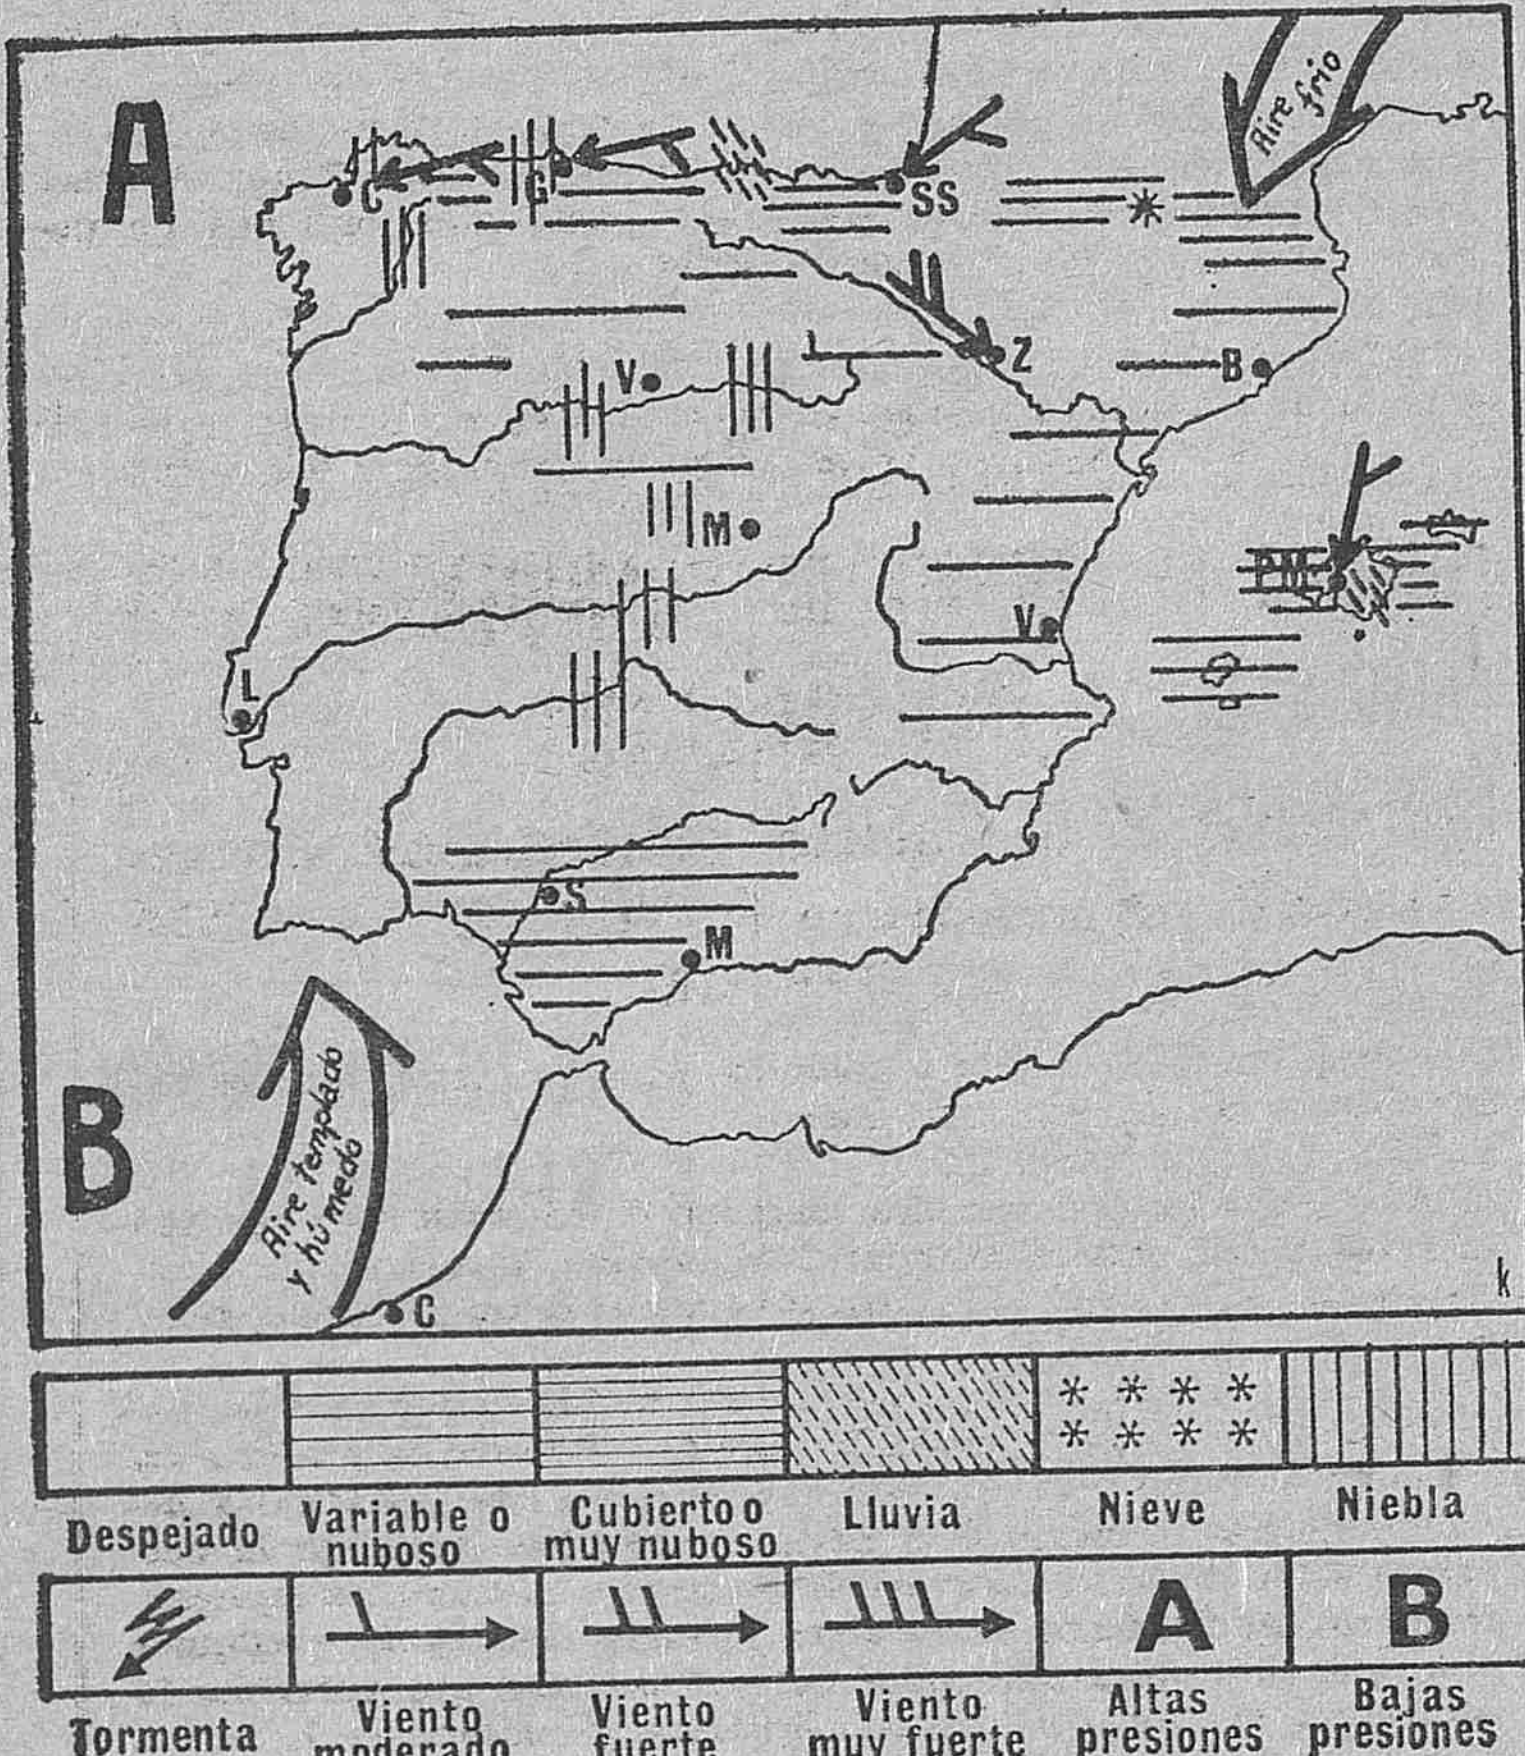 A
Aire frio
C
G
SS
V
Z
B
M
PM
V
L
S
M
B
Aire templado
y húmedo
C
k
Despejado
Variable o
nuboso
Cubierto o
muy nuboso
Lluvia
Nieve
Niebla
A
B
Tormenta
Viento
moderado
Viento
fuerte
Viento
muy fuerte
Altas
presiones
Bajas
presiones